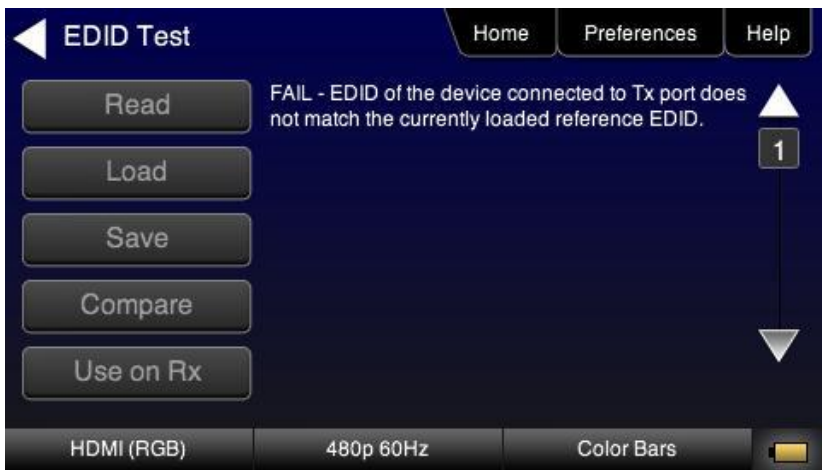 EDID Test
Home
Preferences
Help
Read
Load
Save
Compare
Use on Rx
FAIL - EDID of the device connected to Tx port does
not match the currently loaded reference EDID.
1
HDMI (RGB)
480p 60Hz
Color Bars